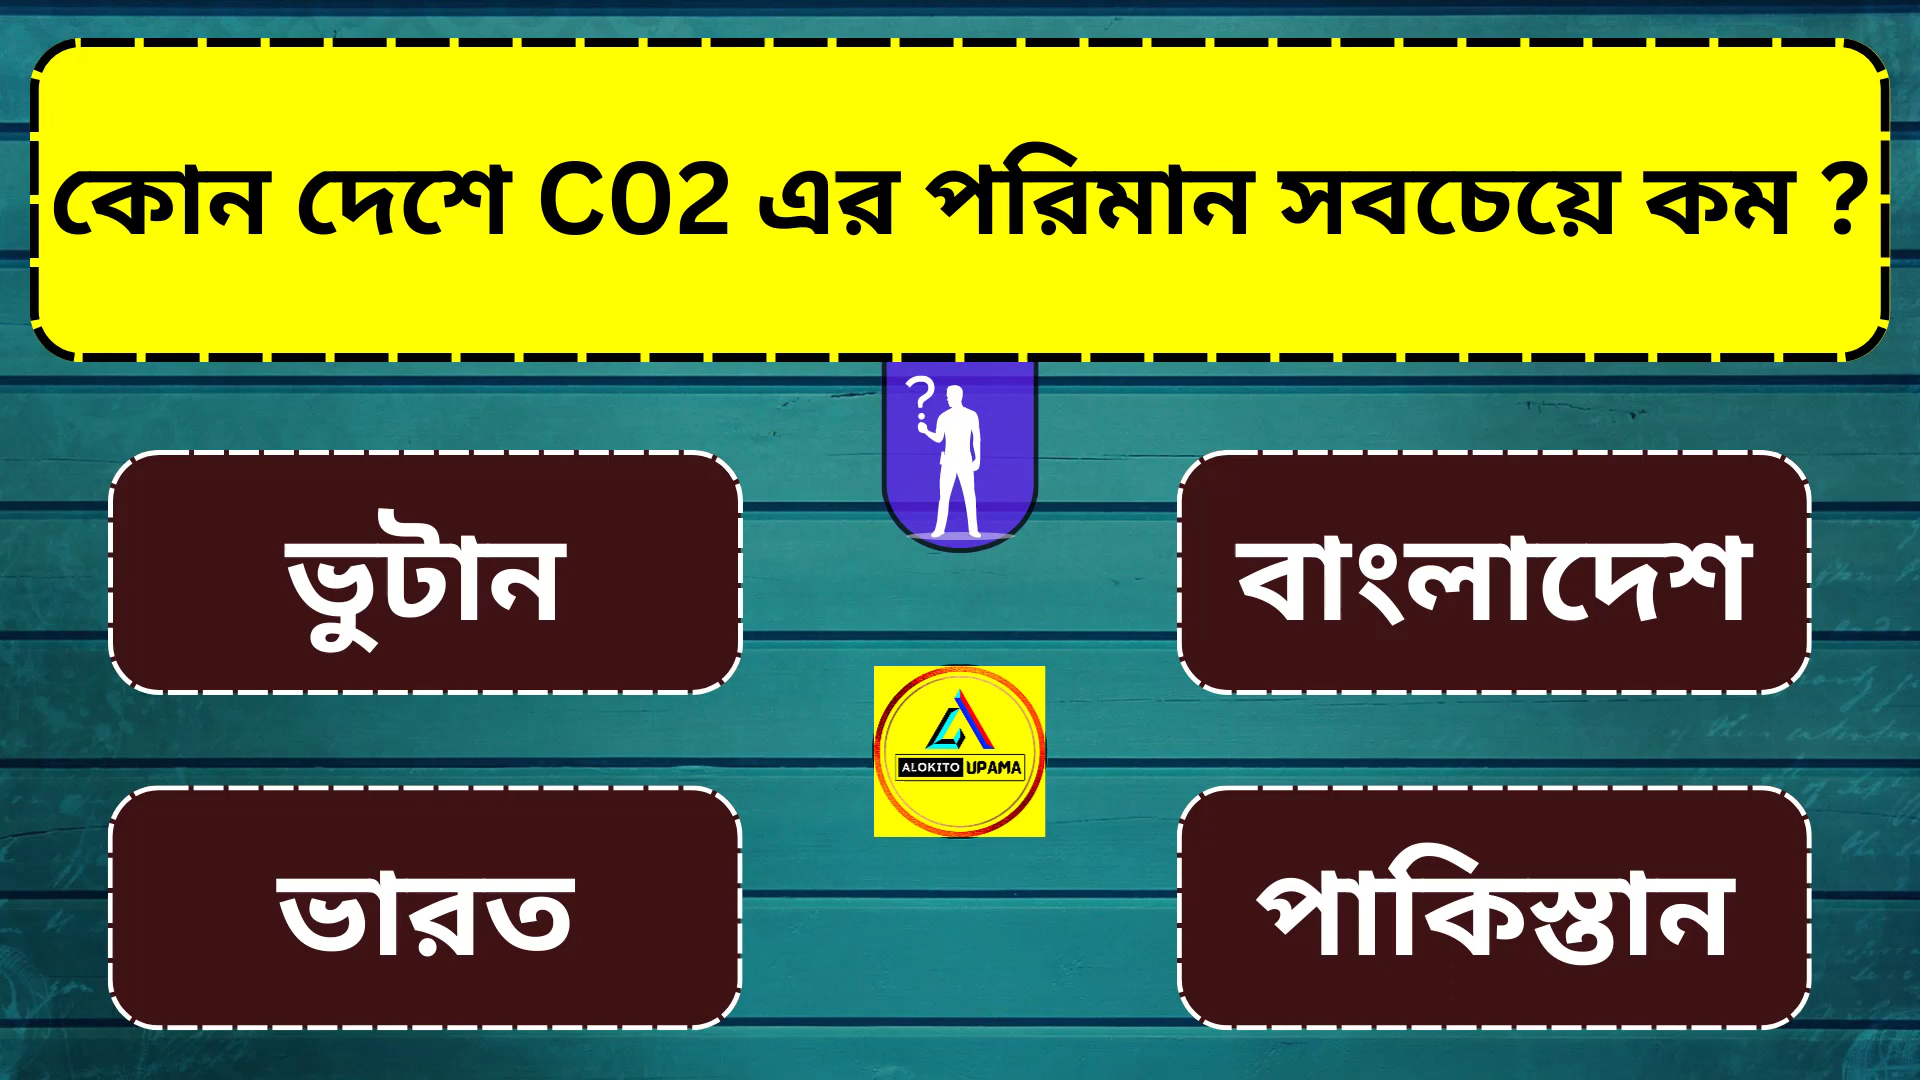 কোন দেশে C02 এর পরিমান সবচেয়ে কম ?
?
ভুটান
বাংলাদেশ
ALOKITO UPAMA
ভারত
পাকিস্তান